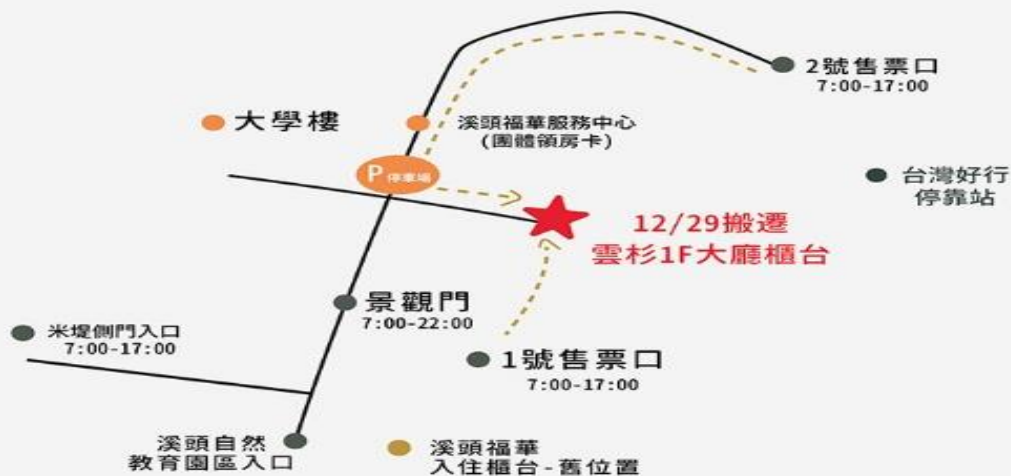 2號售票口
7:00-17:00
大學樓
溪頭福華服務中心
(團體領房卡)
P 停車場
台灣好行
停靠站
12/29搬遷
雲杉1F大廳櫃台
景觀門
7:00-22:00
米堤側門入口
7:00-17:00
1號售票口
7:00-17:00
溪頭自然
教育園區入口
溪頭福華
入住櫃台-舊位置